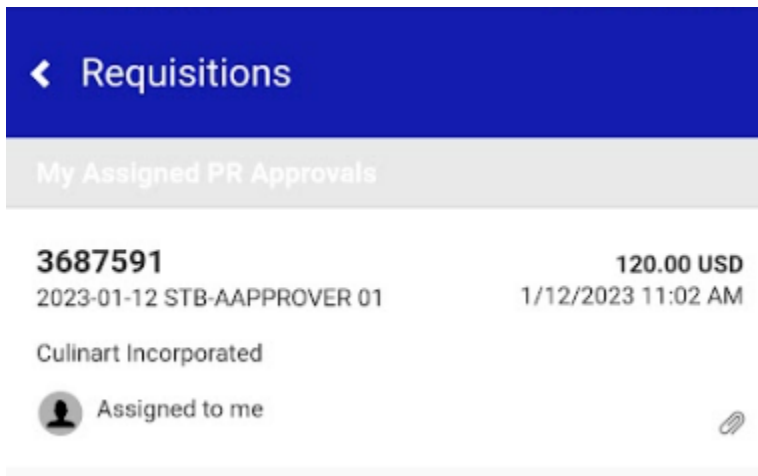 Requisitions
My Assigned PR Approvals
3687591 120.00 USD
2023-01-12 STB-AAPPROVER 01 1/12/2023 11:02 AM
Culinart Incorporated
Assigned to me